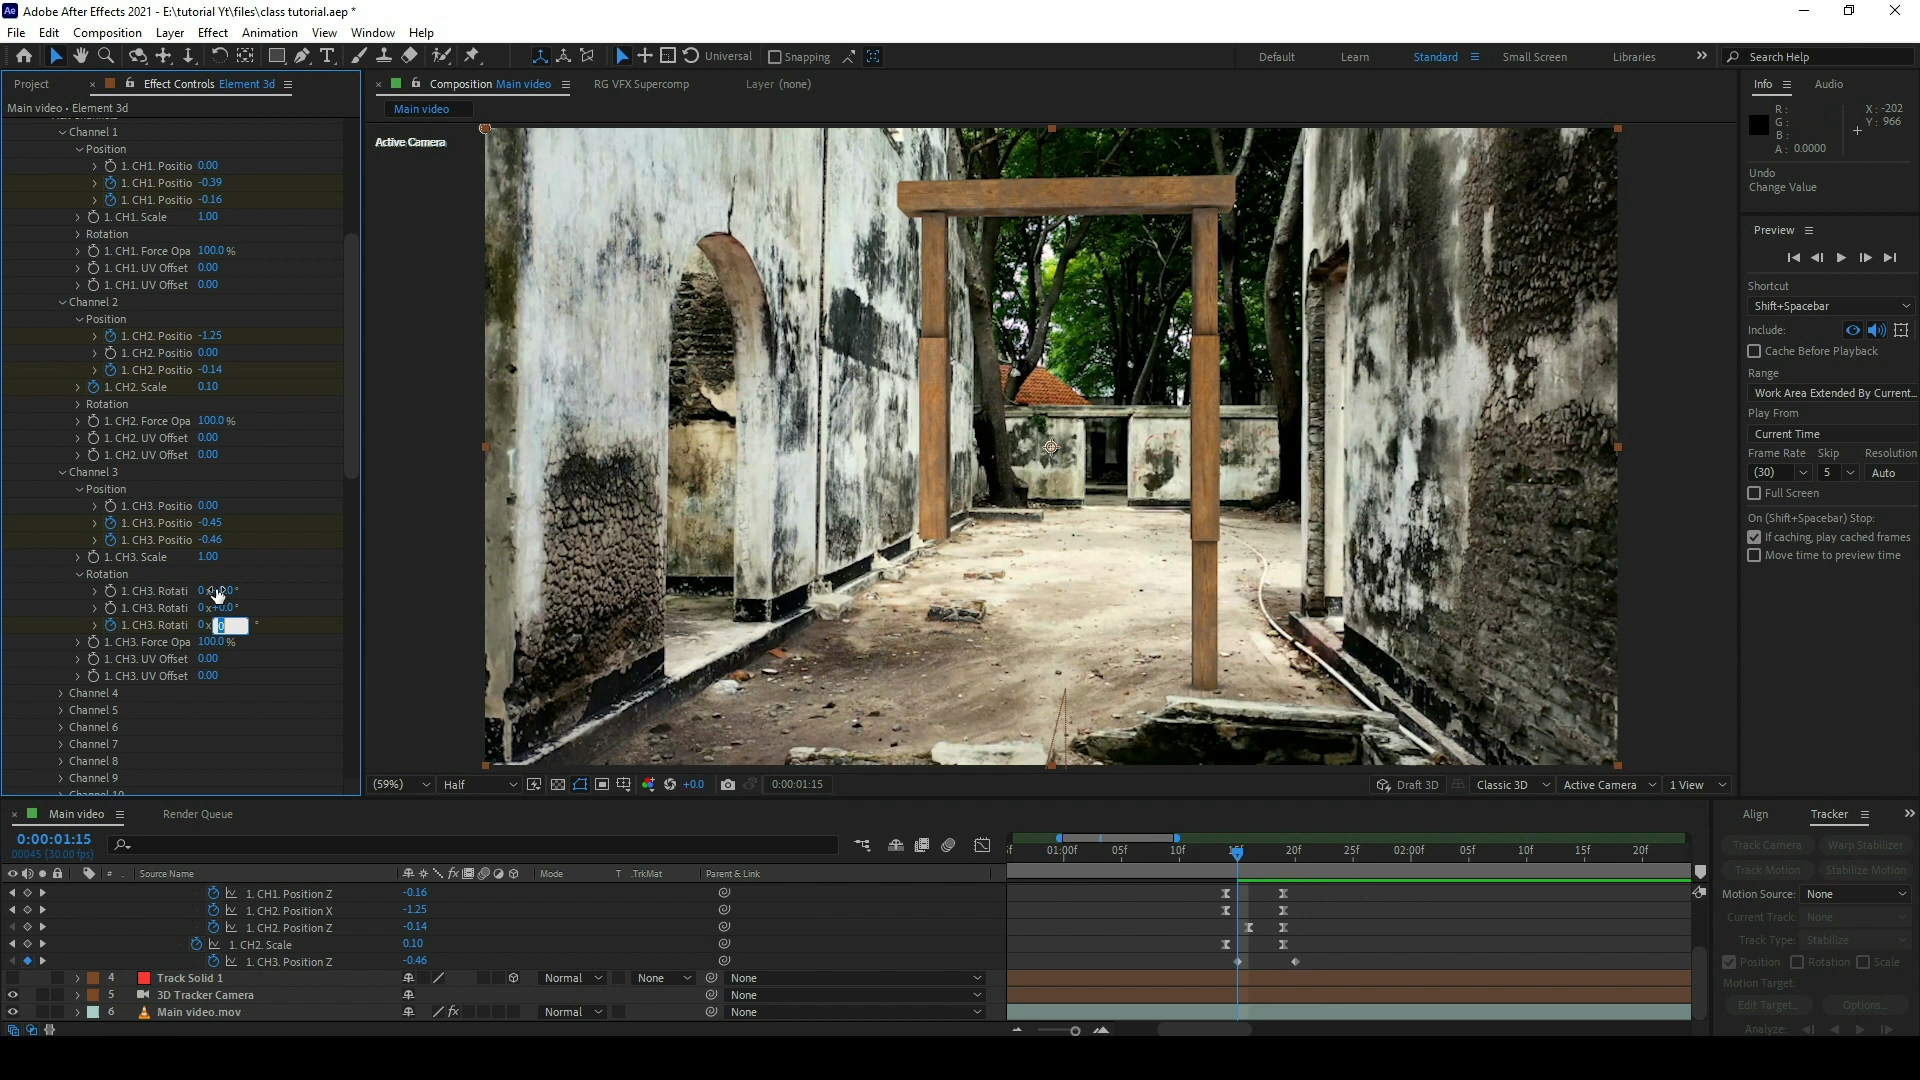 Adobe After Effects 2021 - E:\tutorial Yt\files\class tutorial.aep *
File Edit Composition Layer Effect Animation View Window Help
Universal Snapping Default Learn Standard Small Screen Libraries Search Help
Project Effect Controls Element 3d Composition Main video RG VFX Supercomp Layer (none) Info Audio
Main video • Element 3d
Main video
Active Camera
Channel 1
Position
1. CH1. Positio 0.00
1. CH1. Positio -0.39
1. CH1. Positio -0.16
1. CH1. Scale 1.00
Rotation
1. CH1. Force Opa 100.0 %
1. CH1. UV Offset 0.00
1. CH1. UV Offset 0.00
Channel 2
Position
1. CH2. Positio -1.25
1. CH2. Positio 0.00
1. CH2. Positio -0.14
1. CH2. Scale 0.10
Rotation
1. CH2. Force Opa 100.0 %
1. CH2. UV Offset 0.00
1. CH2. UV Offset 0.00
Channel 3
Position
1. CH3. Positio 0.00
1. CH3. Positio -0.45
1. CH3. Positio -0.46
1. CH3. Scale 1.00
Rotation
1. CH3. Rotati
1. CH3. Rotati 0 x+0.0 °
1. CH3. Rotati 0 x 0 °
1. CH3. Force Opa 100.0 %
1. CH3. UV Offset 0.00
1. CH3. UV Offset 0.00
Channel 4
Channel 5
Channel 6
Channel 7
Channel 8
Channel 9
Channel 10
R: X: -202
G: Y: 966
B:
A: 0.0000
Undo
Change Value
Preview
Shortcut
Shift+Spacebar
Include:
Cache Before Playback
Range
Work Area Extended By Current...
Play From
Current Time
Frame Rate Skip Resolution
(30) 5 Auto
Full Screen
On (Shift+Spacebar) Stop:
If caching, play cached frames
Move time to preview time
(59%) Half +0.0 0:00:01:15 Draft 3D Classic 3D Active Camera 1 View
Main video Render Queue Align Tracker
0:00:01:15
00045 (30.00 fps)
01:00f 05f 10f 20f 25f 02:00f 05f 10f 15f 20f
# Source Name Mode T .TrkMat Parent & Link
1. CH1. Position Z -0.16
1. CH2. Position X -1.25
1. CH2. Position Z -0.14
1. CH2. Scale 0.10
1. CH3. Position Z -0.46
4 Track Solid 1 Normal None None
5 3D Tracker Camera None
6 Main video.mov Normal None
Track Camera Warp Stabilizer
Track Motion Stabilize Motion
Motion Source: None
Current Track: None
Track Type: Stabilize
Position Rotation Scale
Motion Target:
Edit Target... Options...
Analyze: